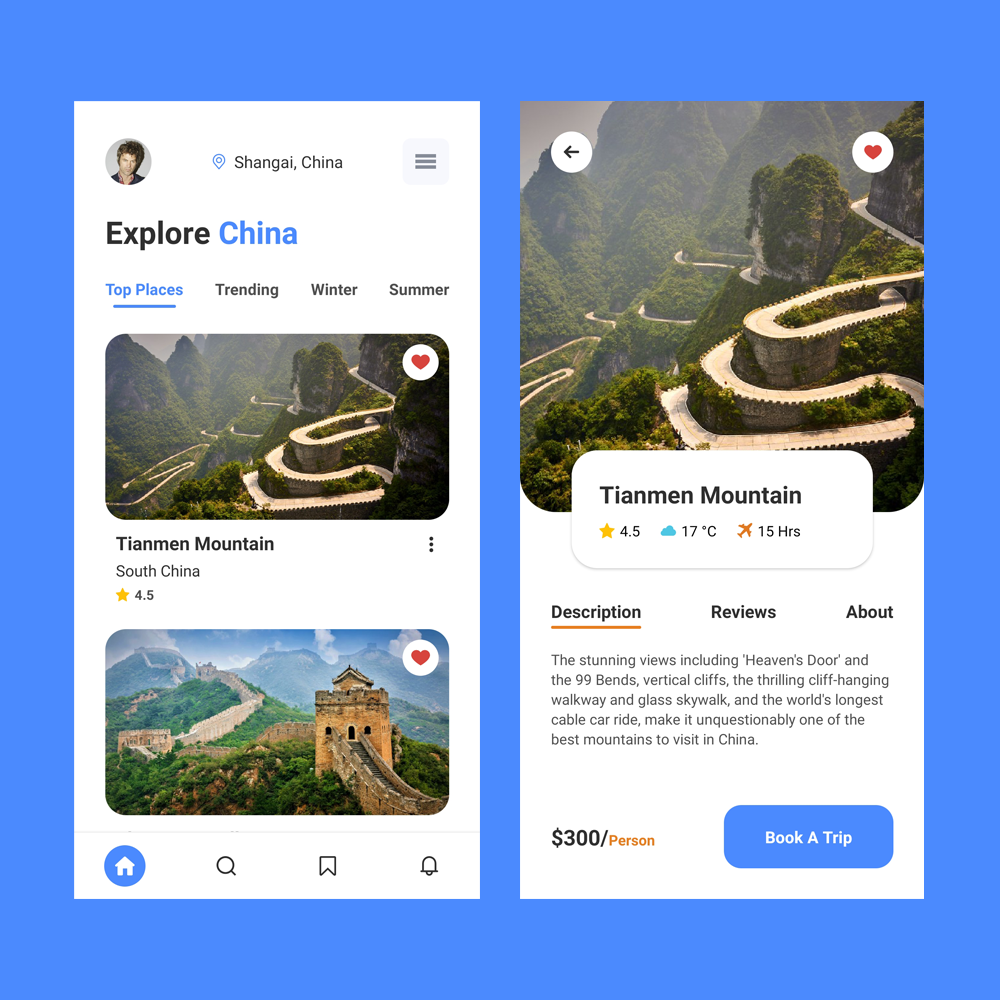 Shangai, China
Explore China
Top Places Trending Winter Summer
Tianmen Mountain
South China
4.5
Tianmen Mountain
4.5 17 °C 15 Hrs
Description Reviews About
The stunning views including 'Heaven's Door' and
the 99 Bends, vertical cliffs, the thrilling cliff-hanging
walkway and glass skywalk, and the world's longest
cable car ride, make it unquestionably one of the
best mountains to visit in China.
$300/Person Book A Trip